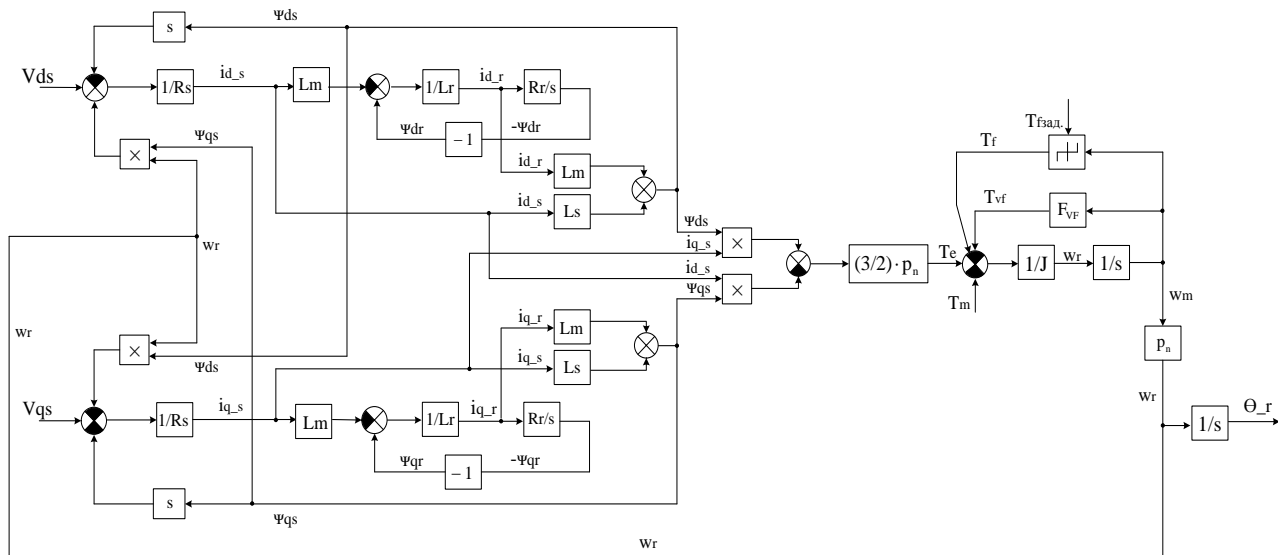 Ψds
s
Vds
1/Rs
id_s
Lm
1/Lr
id_r
Rr/s
Ψdr
– 1
-Ψdr
Ψqs
×
id_r
Lm
id_s
Ls
wr
Ψds
iq_s
×
id_s
Ψqs
×
(3/2)·pn
Te
Tm
Tfзад.
Tf
Tvf
FVF
1/J
wr
1/s
wm
pn
wr
1/s
Θ_r
wr
×
Ψds
iq_r
Lm
iq_s
Ls
Vqs
1/Rs
iq_s
Lm
1/Lr
iq_r
Rr/s
Ψqr
– 1
-Ψqr
s
Ψqs
wr